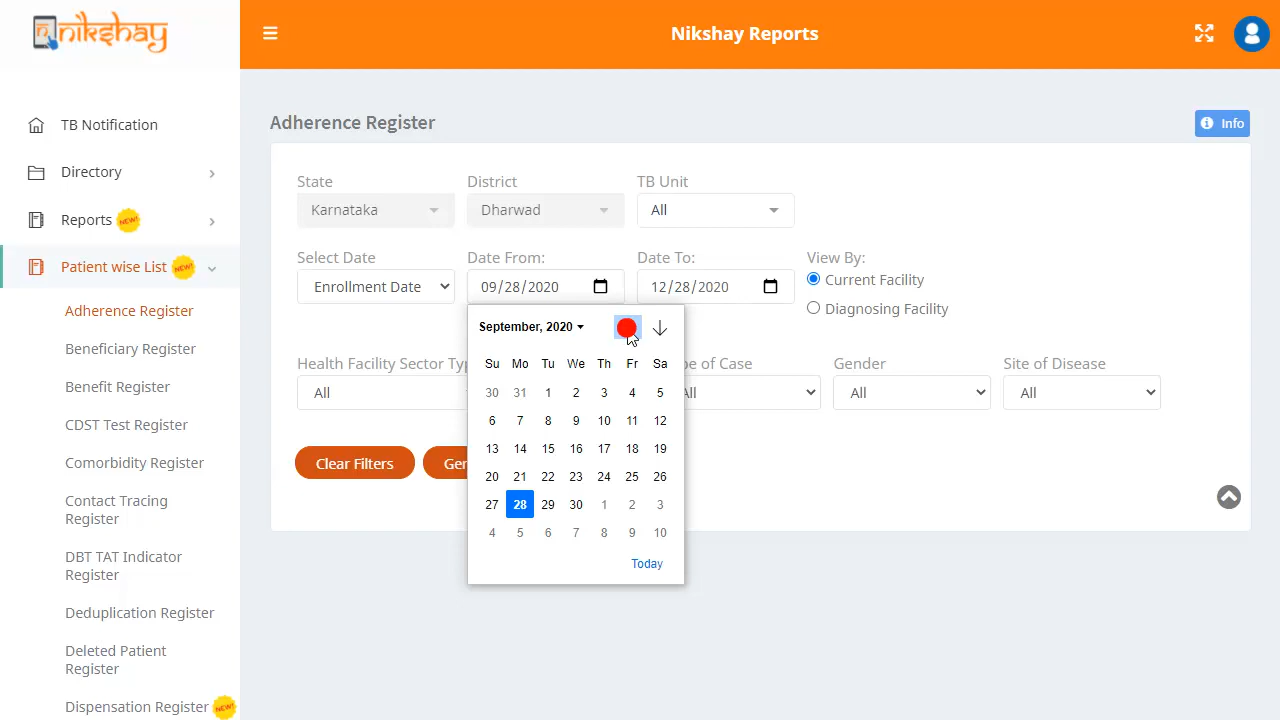 nikshay
Nikshay Reports
TB Notification
Directory
Reports NEW!
Patient wise List NEW!
Adherence Register
Beneficiary Register
Benefit Register
CDST Test Register
Comorbidity Register
Contact Tracing
Register
DBT TAT Indicator
Register
Deduplication Register
Deleted Patient
Register
Dispensation Register NEW!
Adherence Register
Info
State
District
TB Unit
Karnataka
Dharwad
All
Select Date
Date From:
Date To:
View By:
Enrollment Date
09/28/2020
12/28/2020
Current Facility
Diagnosing Facility
September, 2020
Su Mo Tu We Th Fr Sa
30 31 1 2 3 4 5
6 7 8 9 10 11 12
13 14 15 16 17 18 19
20 21 22 23 24 25 26
27 28 29 30 1 2 3
4 5 6 7 8 9 10
Today
Health Facility Sector Typ
pe of Case
Gender
Site of Disease
All
All
All
All
Clear Filters
Gen